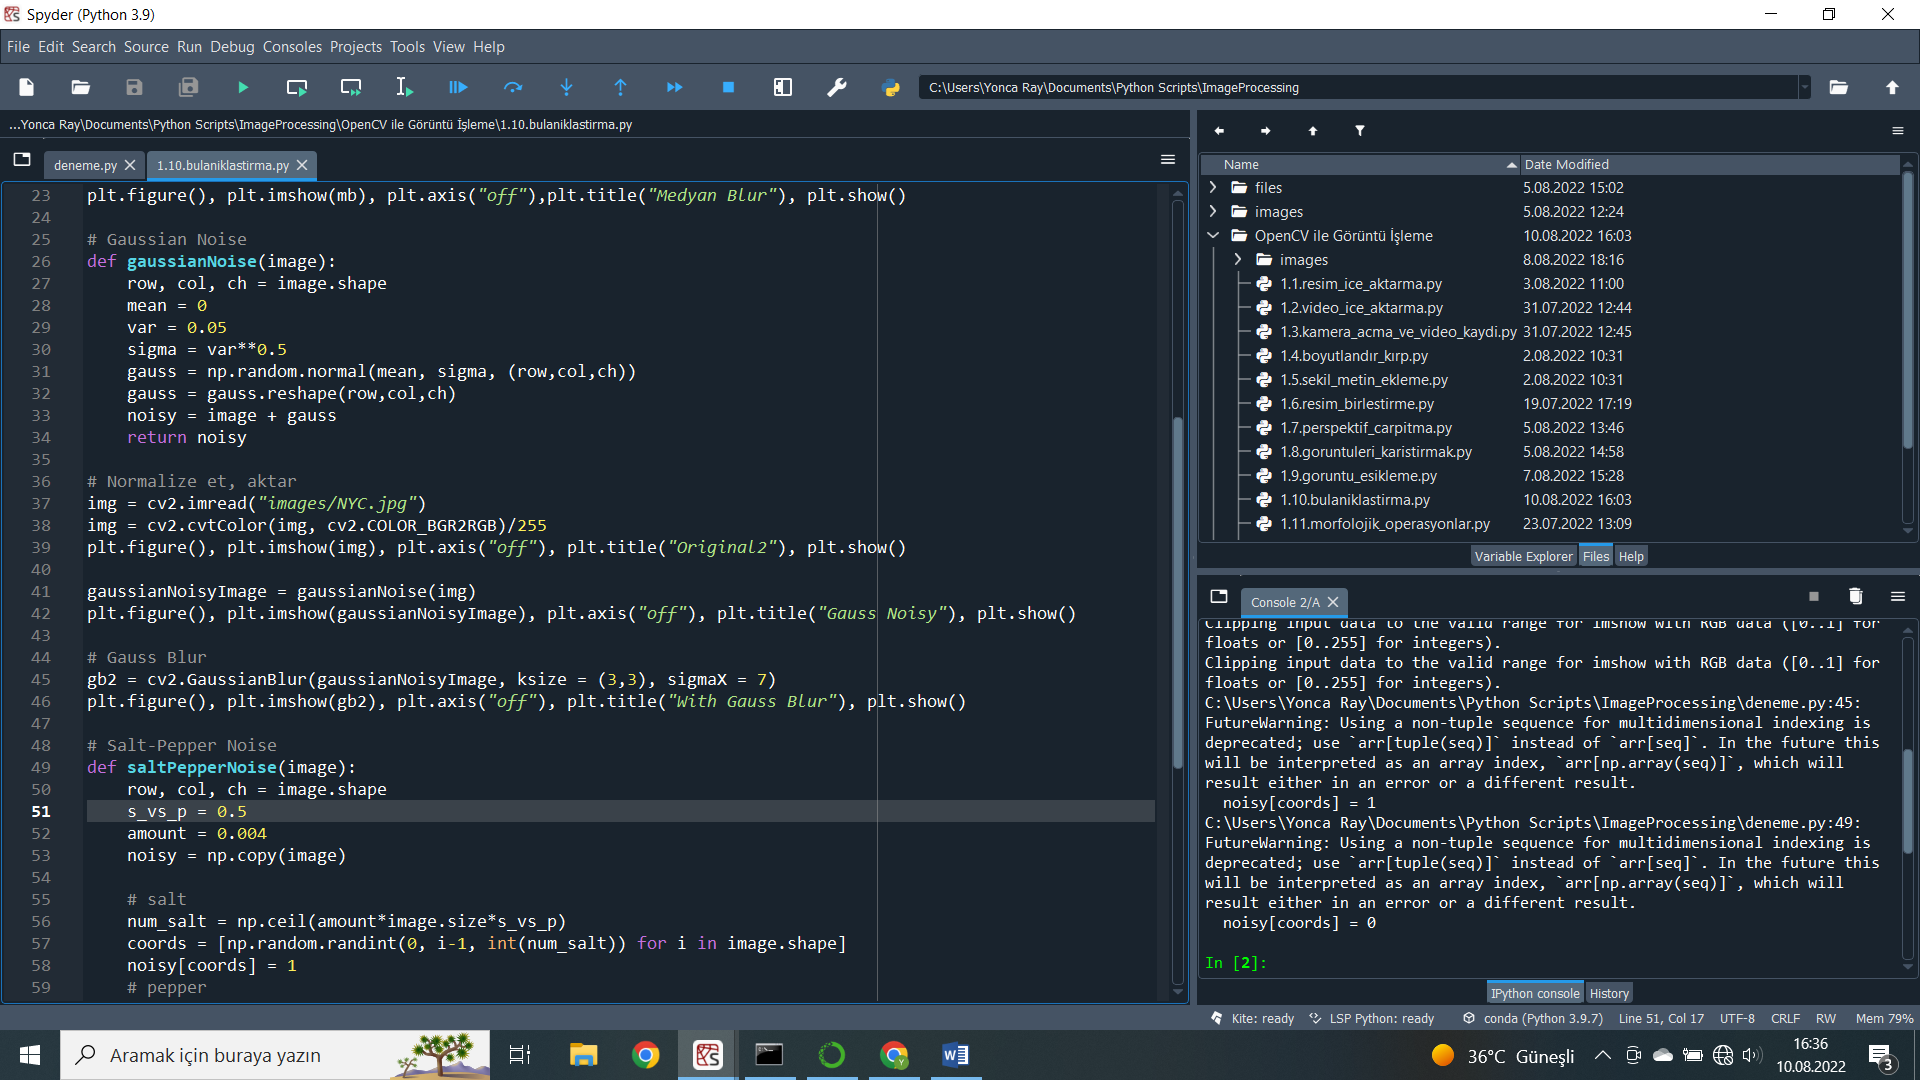 Spyder (Python 3.9)
File Edit Search Source Run Debug Consoles Projects Tools View Help
C:\Users\Yonca Ray\Documents\Python Scripts\ImageProcessing
...Yonca Ray\Documents\Python Scripts\ImageProcessing\OpenCV ile Görüntü İşleme\1.10.bulaniklastirma.py
deneme.py
1.10.bulaniklastirma.py
23 plt.figure(), plt.imshow(mb), plt.axis("off"),plt.title("Medyan Blur"), plt.show()
24
25 # Gaussian Noise
26 def gaussianNoise(image):
27     row, col, ch = image.shape
28     mean = 0
29     var = 0.05
30     sigma = var**0.5
31     gauss = np.random.normal(mean, sigma, (row,col,ch))
32     gauss = gauss.reshape(row,col,ch)
33     noisy = image + gauss
34     return noisy
35
36 # Normalize et, aktar
37 img = cv2.imread("images/NYC.jpg")
38 img = cv2.cvtColor(img, cv2.COLOR_BGR2RGB)/255
39 plt.figure(), plt.imshow(img), plt.axis("off"), plt.title("Original2"), plt.show()
40
41 gaussianNoisyImage = gaussianNoise(img)
42 plt.figure(), plt.imshow(gaussianNoisyImage), plt.axis("off"), plt.title("Gauss Noisy"), plt.show()
43
44 # Gauss Blur
45 gb2 = cv2.GaussianBlur(gaussianNoisyImage, ksize = (3,3), sigmaX = 7)
46 plt.figure(), plt.imshow(gb2), plt.axis("off"), plt.title("With Gauss Blur"), plt.show()
47
48 # Salt-Pepper Noise
49 def saltPepperNoise(image):
50     row, col, ch = image.shape
51     s_vs_p = 0.5
52     amount = 0.004
53     noisy = np.copy(image)
54
55     # salt
56     num_salt = np.ceil(amount*image.size*s_vs_p)
57     coords = [np.random.randint(0, i-1, int(num_salt)) for i in image.shape]
58     noisy[coords] = 1
59     # pepper
Name Date Modified
files 5.08.2022 15:02
images 5.08.2022 12:24
OpenCV ile Görüntü İşleme 10.08.2022 16:03
images 8.08.2022 18:16
1.1.resim_ice_aktarma.py 3.08.2022 11:00
1.2.video_ice_aktarma.py 31.07.2022 12:44
1.3.kamera_acma_ve_video_kaydi.py 31.07.2022 12:45
1.4.boyutlandır_kırp.py 2.08.2022 10:31
1.5.sekil_metin_ekleme.py 2.08.2022 10:31
1.6.resim_birlestirme.py 19.07.2022 17:19
1.7.perspektif_carpitma.py 5.08.2022 13:46
1.8.goruntuleri_karistirmak.py 5.08.2022 14:58
1.9.goruntu_esikleme.py 7.08.2022 15:28
1.10.bulaniklastirma.py 10.08.2022 16:03
1.11.morfolojik_operasyonlar.py 23.07.2022 13:09
Variable Explorer Files Help
Console 2/A
Clipping input data to the valid range for imshow with RGB data ([0..1] for
floats or [0..255] for integers).
Clipping input data to the valid range for imshow with RGB data ([0..1] for
floats or [0..255] for integers).
C:\Users\Yonca Ray\Documents\Python Scripts\ImageProcessing\deneme.py:45:
FutureWarning: Using a non-tuple sequence for multidimensional indexing is
deprecated; use `arr[tuple(seq)]` instead of `arr[seq]`. In the future this
will be interpreted as an array index, `arr[np.array(seq)]`, which will
result either in an error or a different result.
  noisy[coords] = 1
C:\Users\Yonca Ray\Documents\Python Scripts\ImageProcessing\deneme.py:49:
FutureWarning: Using a non-tuple sequence for multidimensional indexing is
deprecated; use `arr[tuple(seq)]` instead of `arr[seq]`. In the future this
will be interpreted as an array index, `arr[np.array(seq)]`, which will
result either in an error or a different result.
  noisy[coords] = 0
In [2]:
IPython console History
Kite: ready LSP Python: ready conda (Python 3.9.7) Line 51, Col 17 UTF-8 CRLF RW Mem 79%
Aramak için buraya yazın
36°C Güneşli
16:36
10.08.2022
3